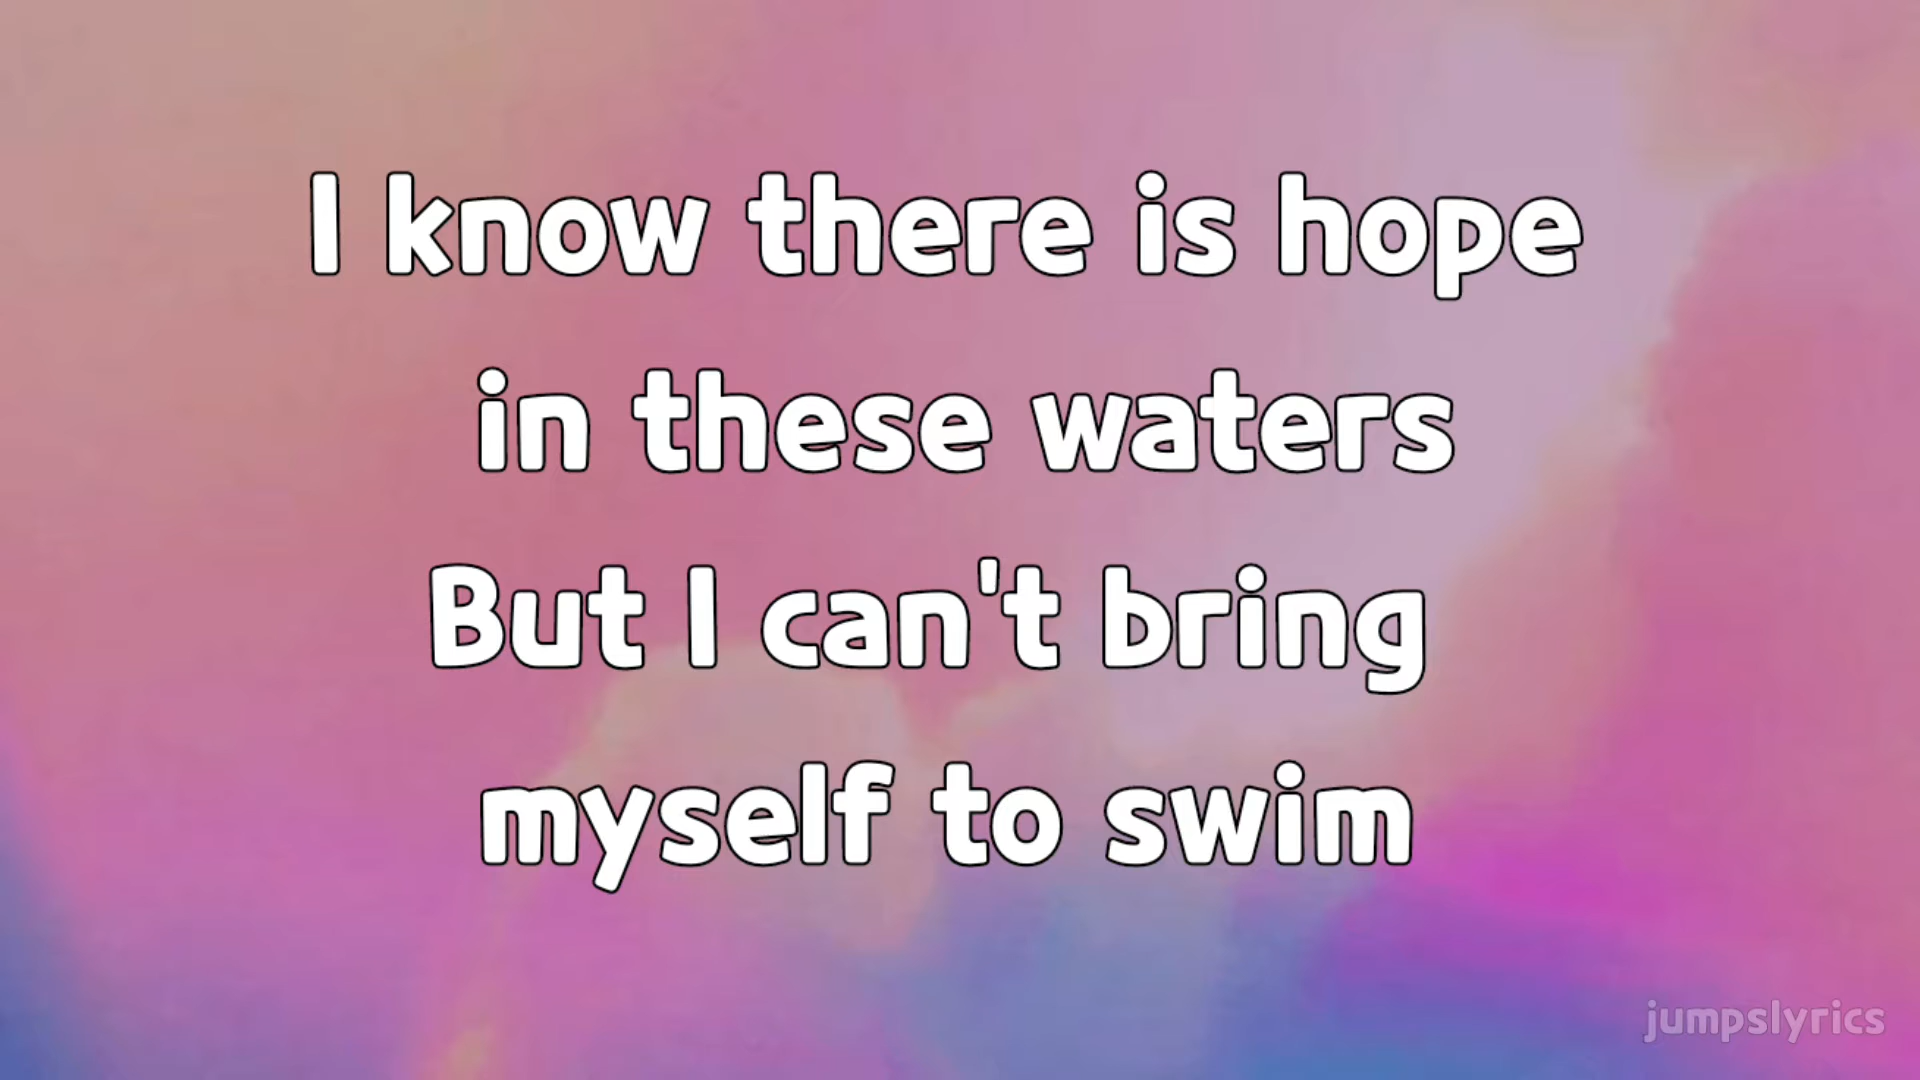 I know there is hope
in these waters
But I can't bring
myself to swim
jumpslyrics